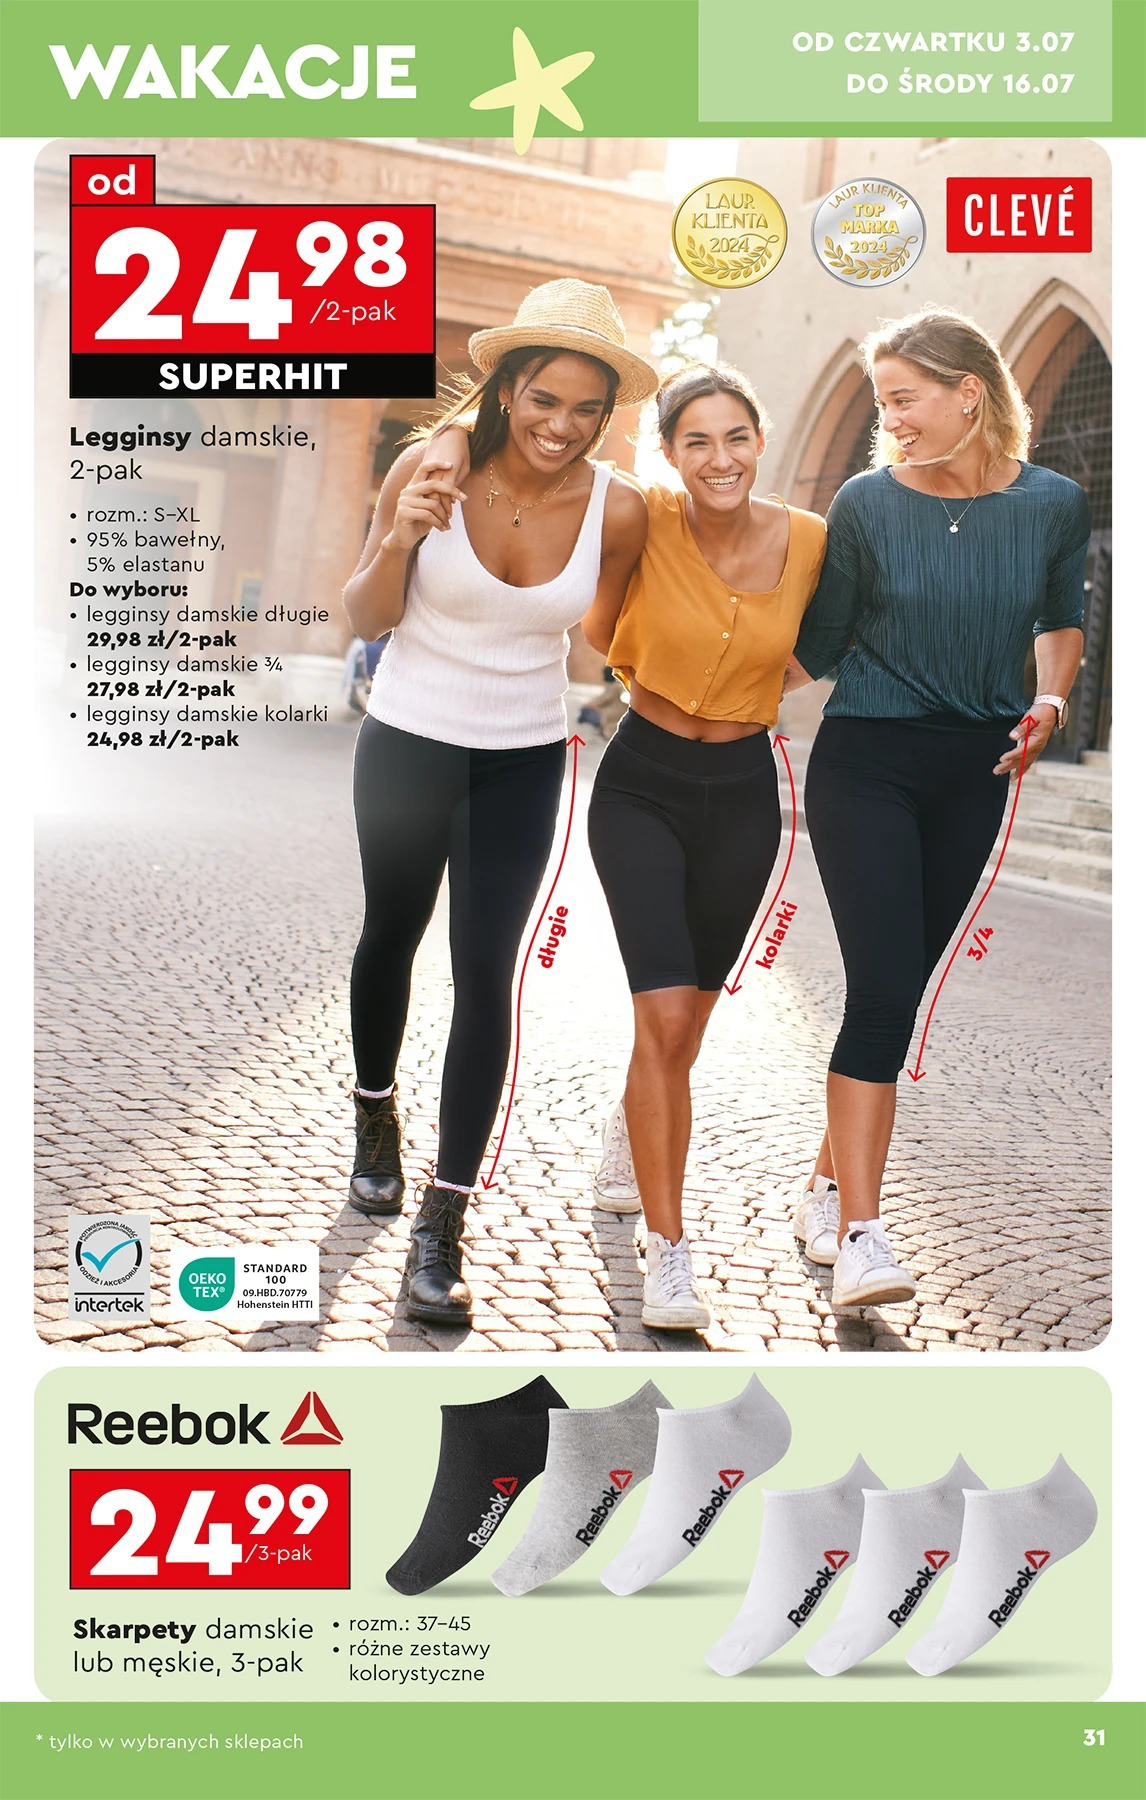 WAKACJE
OD CZWARTKU 3.07
DO ŚRODY 16.07
od
24 98
/2-pak
SUPERHIT
LAUR
KLIENTA
2024
LAUR KLIENTA
TOP
MARKA
2024
CLEVÉ
Legginsy damskie,
2-pak
• rozm.: S–XL
• 95% bawełny,
5% elastanu
Do wyboru:
• legginsy damskie długie
29,98 zł/2-pak
• legginsy damskie ¾
27,98 zł/2-pak
• legginsy damskie kolarki
24,98 zł/2-pak
długie
kolarki
3/4
POTWIERDZONA JAKOŚĆ
ODZIEŻ I AKCESORIA
intertek
OEKO
TEX®
STANDARD
100
09.HBD.70779
Hohenstein HTTI
Reebok
24 99
/3-pak
Skarpety damskie
lub męskie, 3-pak
• rozm.: 37–45
• różne zestawy
kolorystyczne
Reebok
Reebok
Reebok
Reebok
Reebok
Reebok
* tylko w wybranych sklepach
31